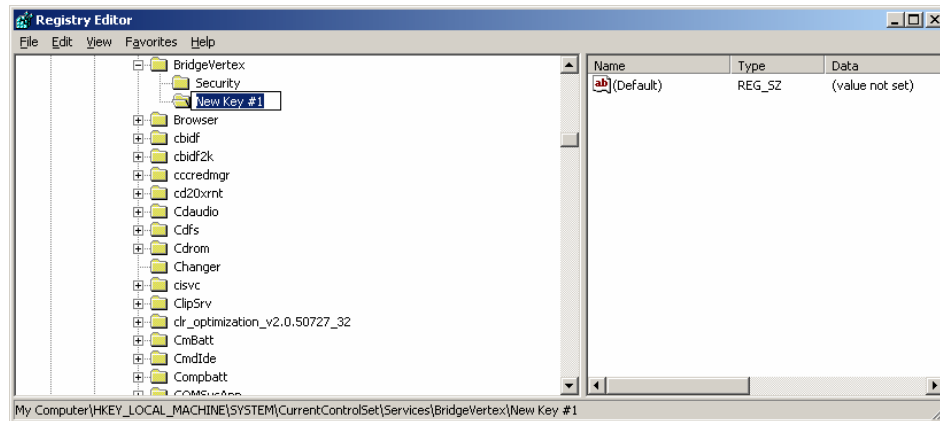 Registry Editor
File Edit View Favorites Help
BridgeVertex
Security
New Key #1
Browser
cbidf
cbidf2k
cccredmgr
cd20xrnt
Cdaudio
Cdfs
Cdrom
Changer
cisvc
ClipSrv
clr_optimization_v2.0.50727_32
CmBatt
CmdIde
Compbatt
COMSysApp
Name Type Data
ab (Default) REG_SZ (value not set)
My Computer\HKEY_LOCAL_MACHINE\SYSTEM\CurrentControlSet\Services\BridgeVertex\New Key #1